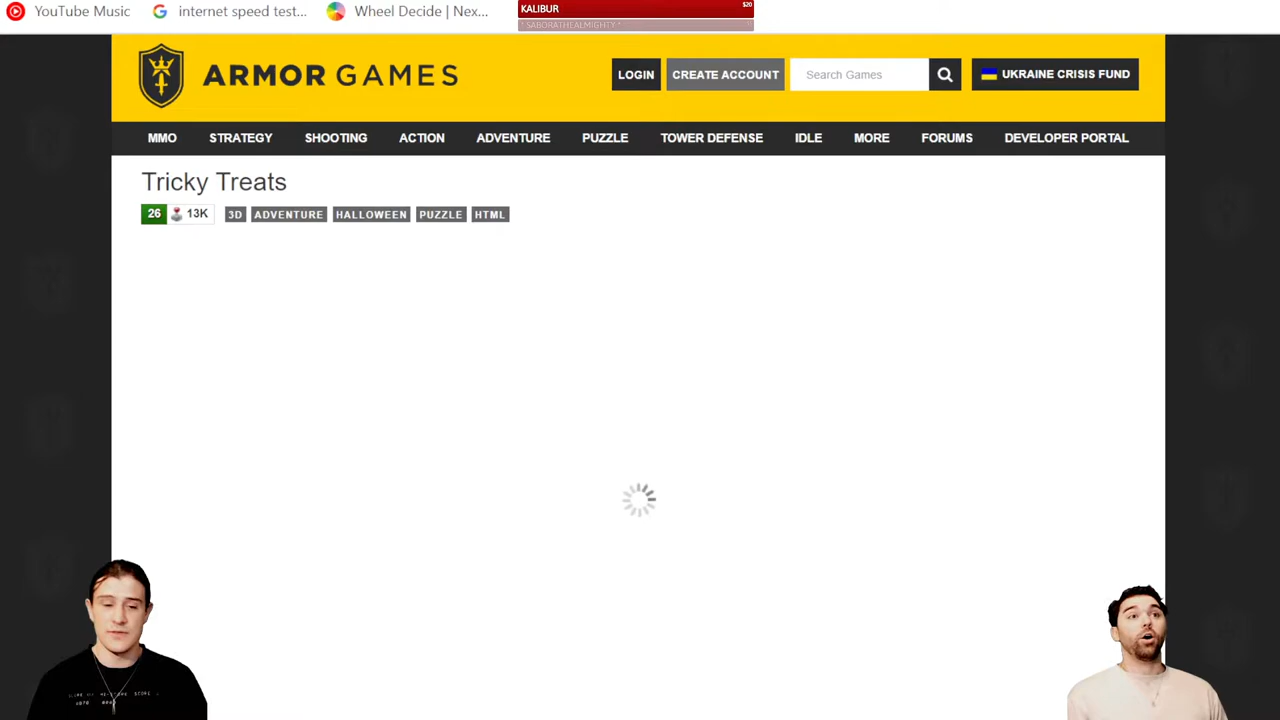 YouTube Music
internet speed test...
Wheel Decide | Nex...
KALIBUR
$20
* SABORATHEALMIGHTY *
ARMOR GAMES
LOGIN
CREATE ACCOUNT
Search Games
UKRAINE CRISIS FUND
MMO
STRATEGY
SHOOTING
ACTION
ADVENTURE
PUZZLE
TOWER DEFENSE
IDLE
MORE
FORUMS
DEVELOPER PORTAL
Tricky Treats
26
13K
3D
ADVENTURE
HALLOWEEN
PUZZLE
HTML